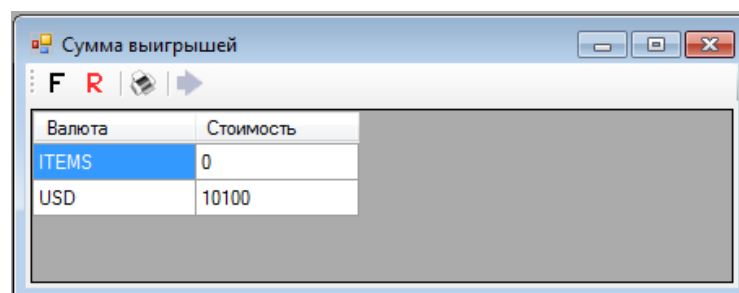 Сумма выигрышей
F R
Валюта Стоимость
ITEMS 0
USD 10100